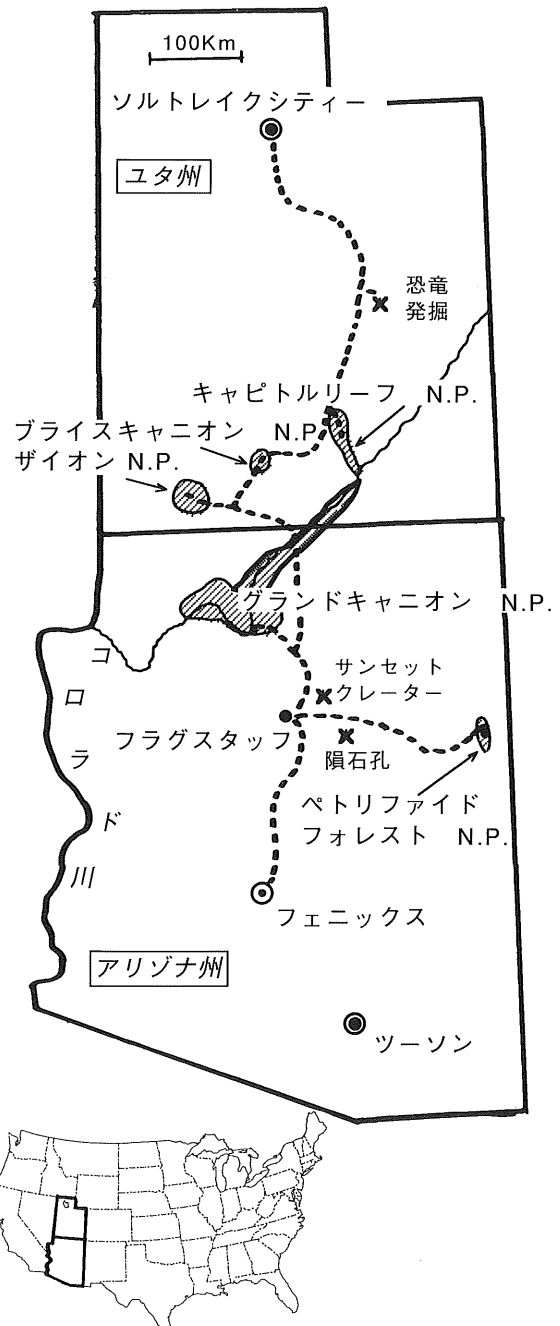 100Km
ソルトレイクシティー
ユタ州
恐竜
発掘
キャピトルリーフ N.P.
ブライスキャニオン N.P.
ザイオン N.P.
グランドキャニオン N.P.
コロラド川
サンセット
クレーター
フラグスタッフ
隕石孔
ペトリファイド
フォレスト N.P.
フェニックス
アリゾナ州
ツーソン